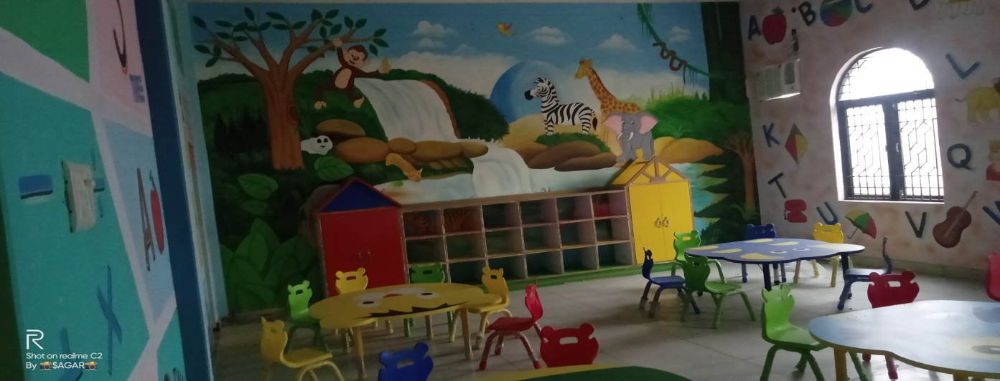 A B C D
L
K
Q
T
U
V W
A
X
R
Shot on realme C2
By 📸$AGAR📸